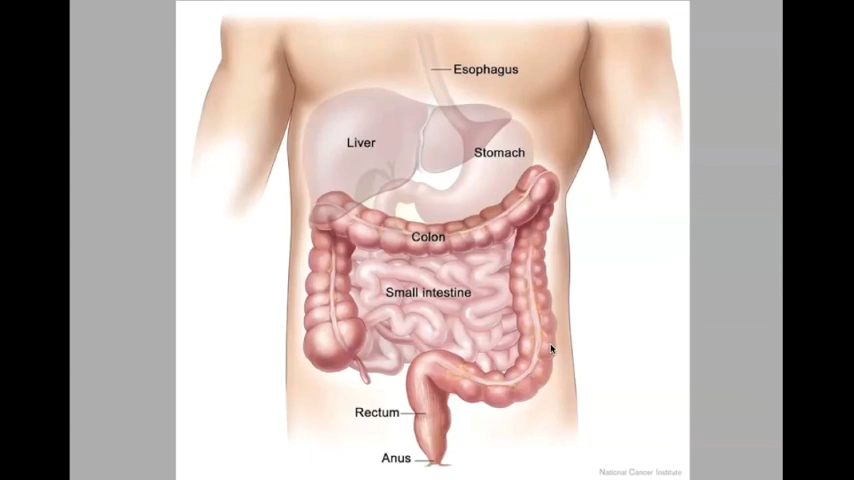 Esophagus
Liver
Stomach
Colon
Small intestine
Rectum
Anus
National Cancer Institute